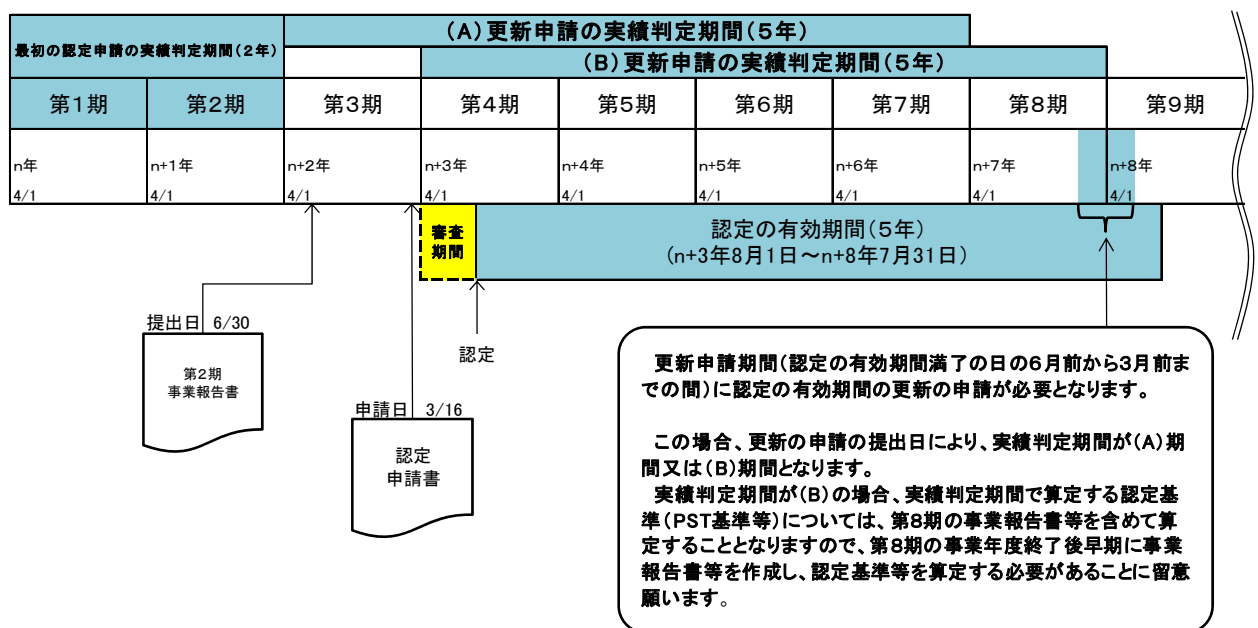 最初の認定申請の実績判定期間(2年)
(A)更新申請の実績判定期間(5年)
(B)更新申請の実績判定期間(5年)
第1期 第2期 第3期 第4期 第5期 第6期 第7期 第8期 第9期
n年 n+1年 n+2年 n+3年 n+4年 n+5年 n+6年 n+7年 n+8年
4/1 4/1 4/1 4/1 4/1 4/1 4/1 4/1 4/1
審査
期間
認定の有効期間(5年)
(n+3年8月1日～n+8年7月31日)
提出日 6/30
第2期
事業報告書
認定
申請日 3/16
認定
申請書
更新申請期間(認定の有効期間満了の日の6月前から3月前ま
での間)に認定の有効期間の更新の申請が必要となります。
この場合、更新の申請の提出日により、実績判定期間が(A)期
間又は(B)期間となります。
実績判定期間が(B)の場合、実績判定期間で算定する認定基
準(PST基準等)については、第8期の事業報告書等を含めて算
定することとなりますので、第8期の事業年度終了後早期に事業
報告書等を作成し、認定基準等を算定する必要があることに留意
願います。